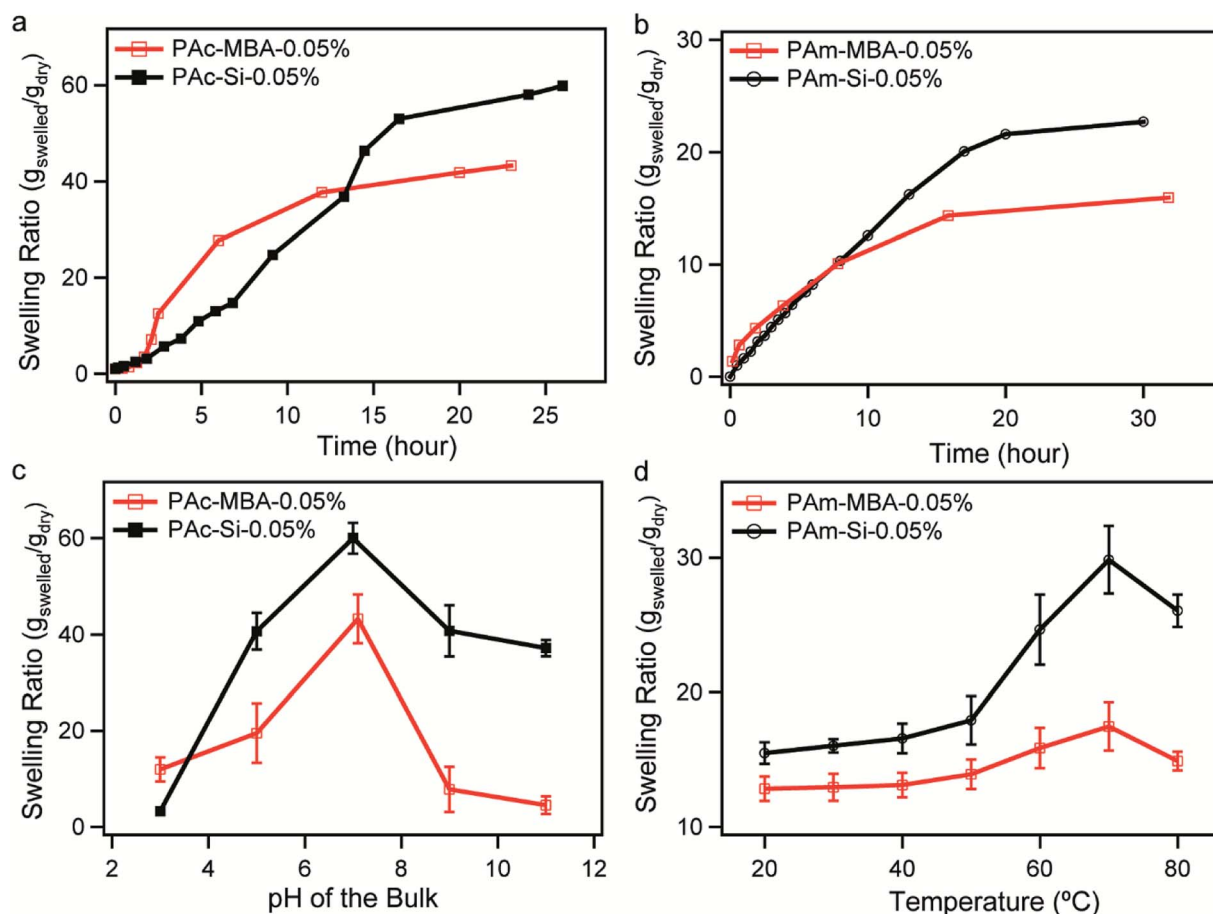 a
PAc-MBA-0.05%
PAc-Si-0.05%
Swelling Ratio (gswelled/gdry)
60
40
20
0
0 5 10 15 20 25
Time (hour)
b
PAm-MBA-0.05%
PAm-Si-0.05%
Swelling Ratio (gswelled/gdry)
30
20
10
0
0 10 20 30
Time (hour)
c
PAc-MBA-0.05%
PAc-Si-0.05%
Swelling Ratio (gswelled/gdry)
60
40
20
0
2 4 6 8 10 12
pH of the Bulk
d
PAm-MBA-0.05%
PAm-Si-0.05%
Swelling Ratio (gswelled/gdry)
30
20
10
20 40 60 80
Temperature (ºC)